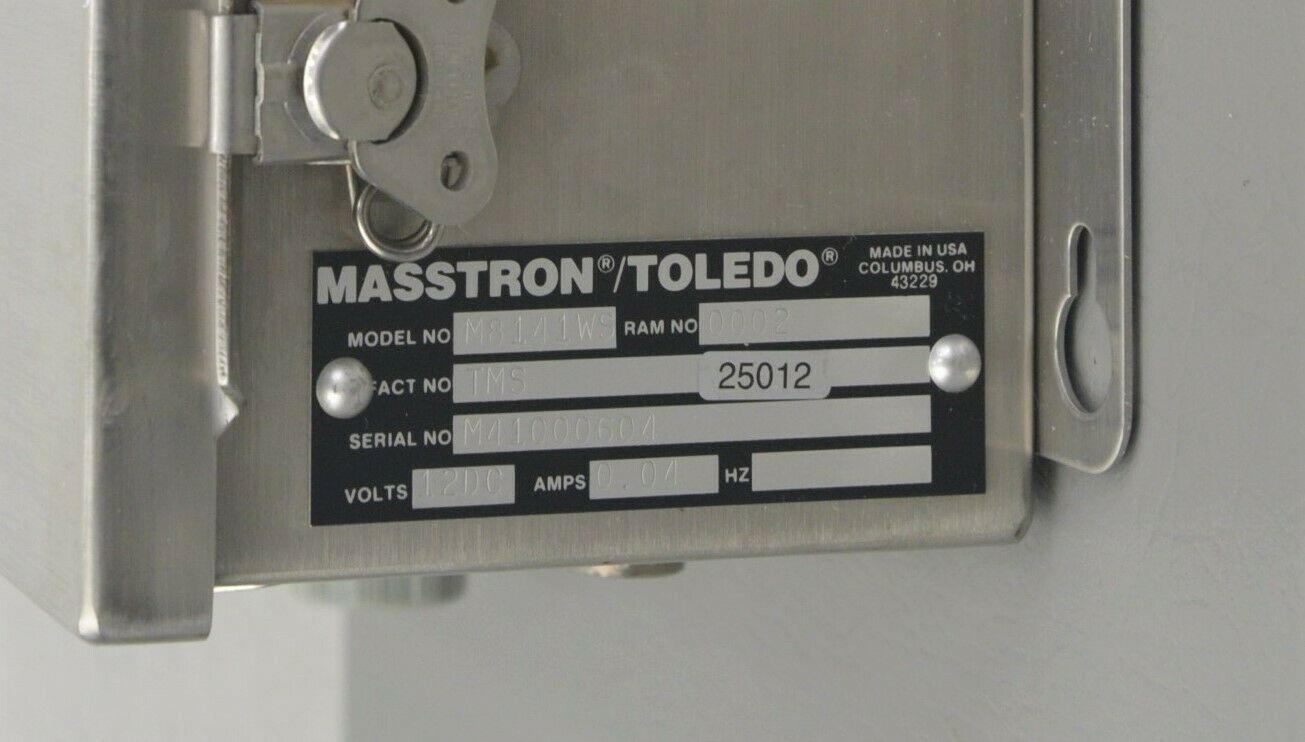 MASSTRON®/TOLEDO®
MADE IN USA
COLUMBUS, OH
43229
MODEL NO M8141WS RAM NO 0002
FACT NO TMS 25012
SERIAL NO M41000604
VOLTS 12DC AMPS 0.04 HZ